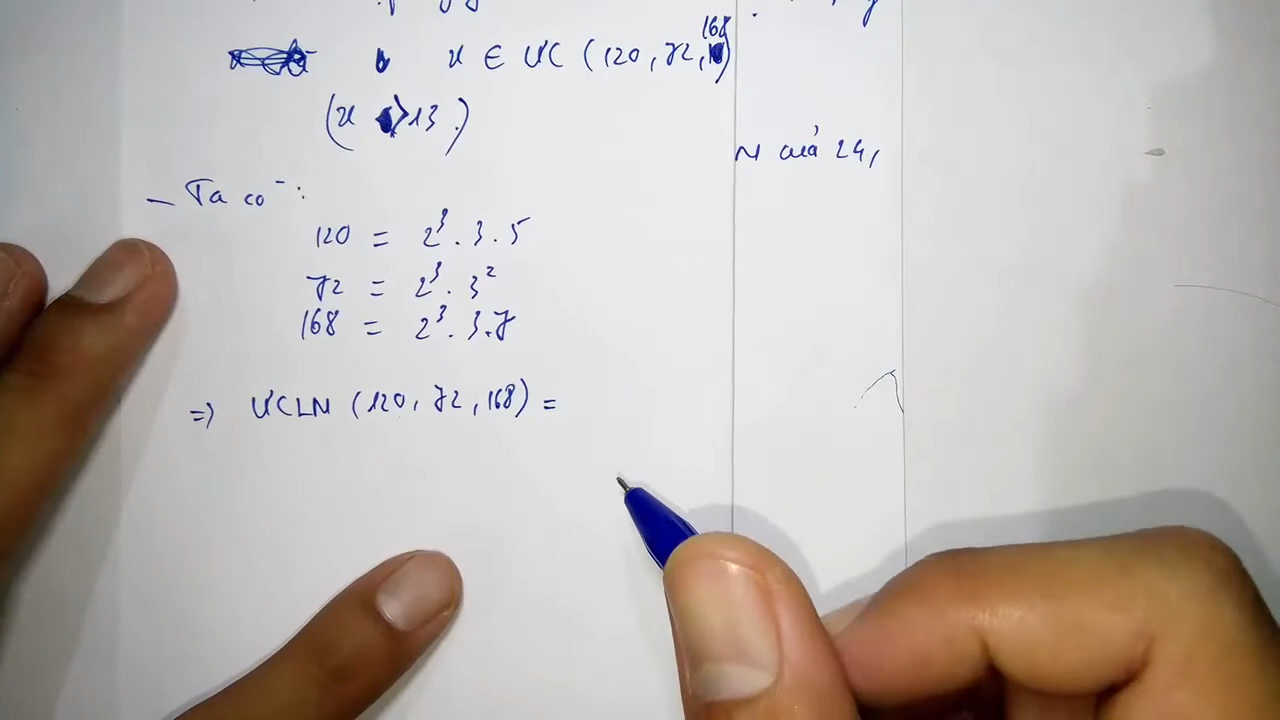 x ∈ ƯC (120, 72, 168)
(x > 13)
N của 24,
– Ta có :
120 = 2³ . 3 . 5
72 = 2³ . 3²
168 = 2³ . 3 . 7
=> ƯCLN (120, 72, 168) =